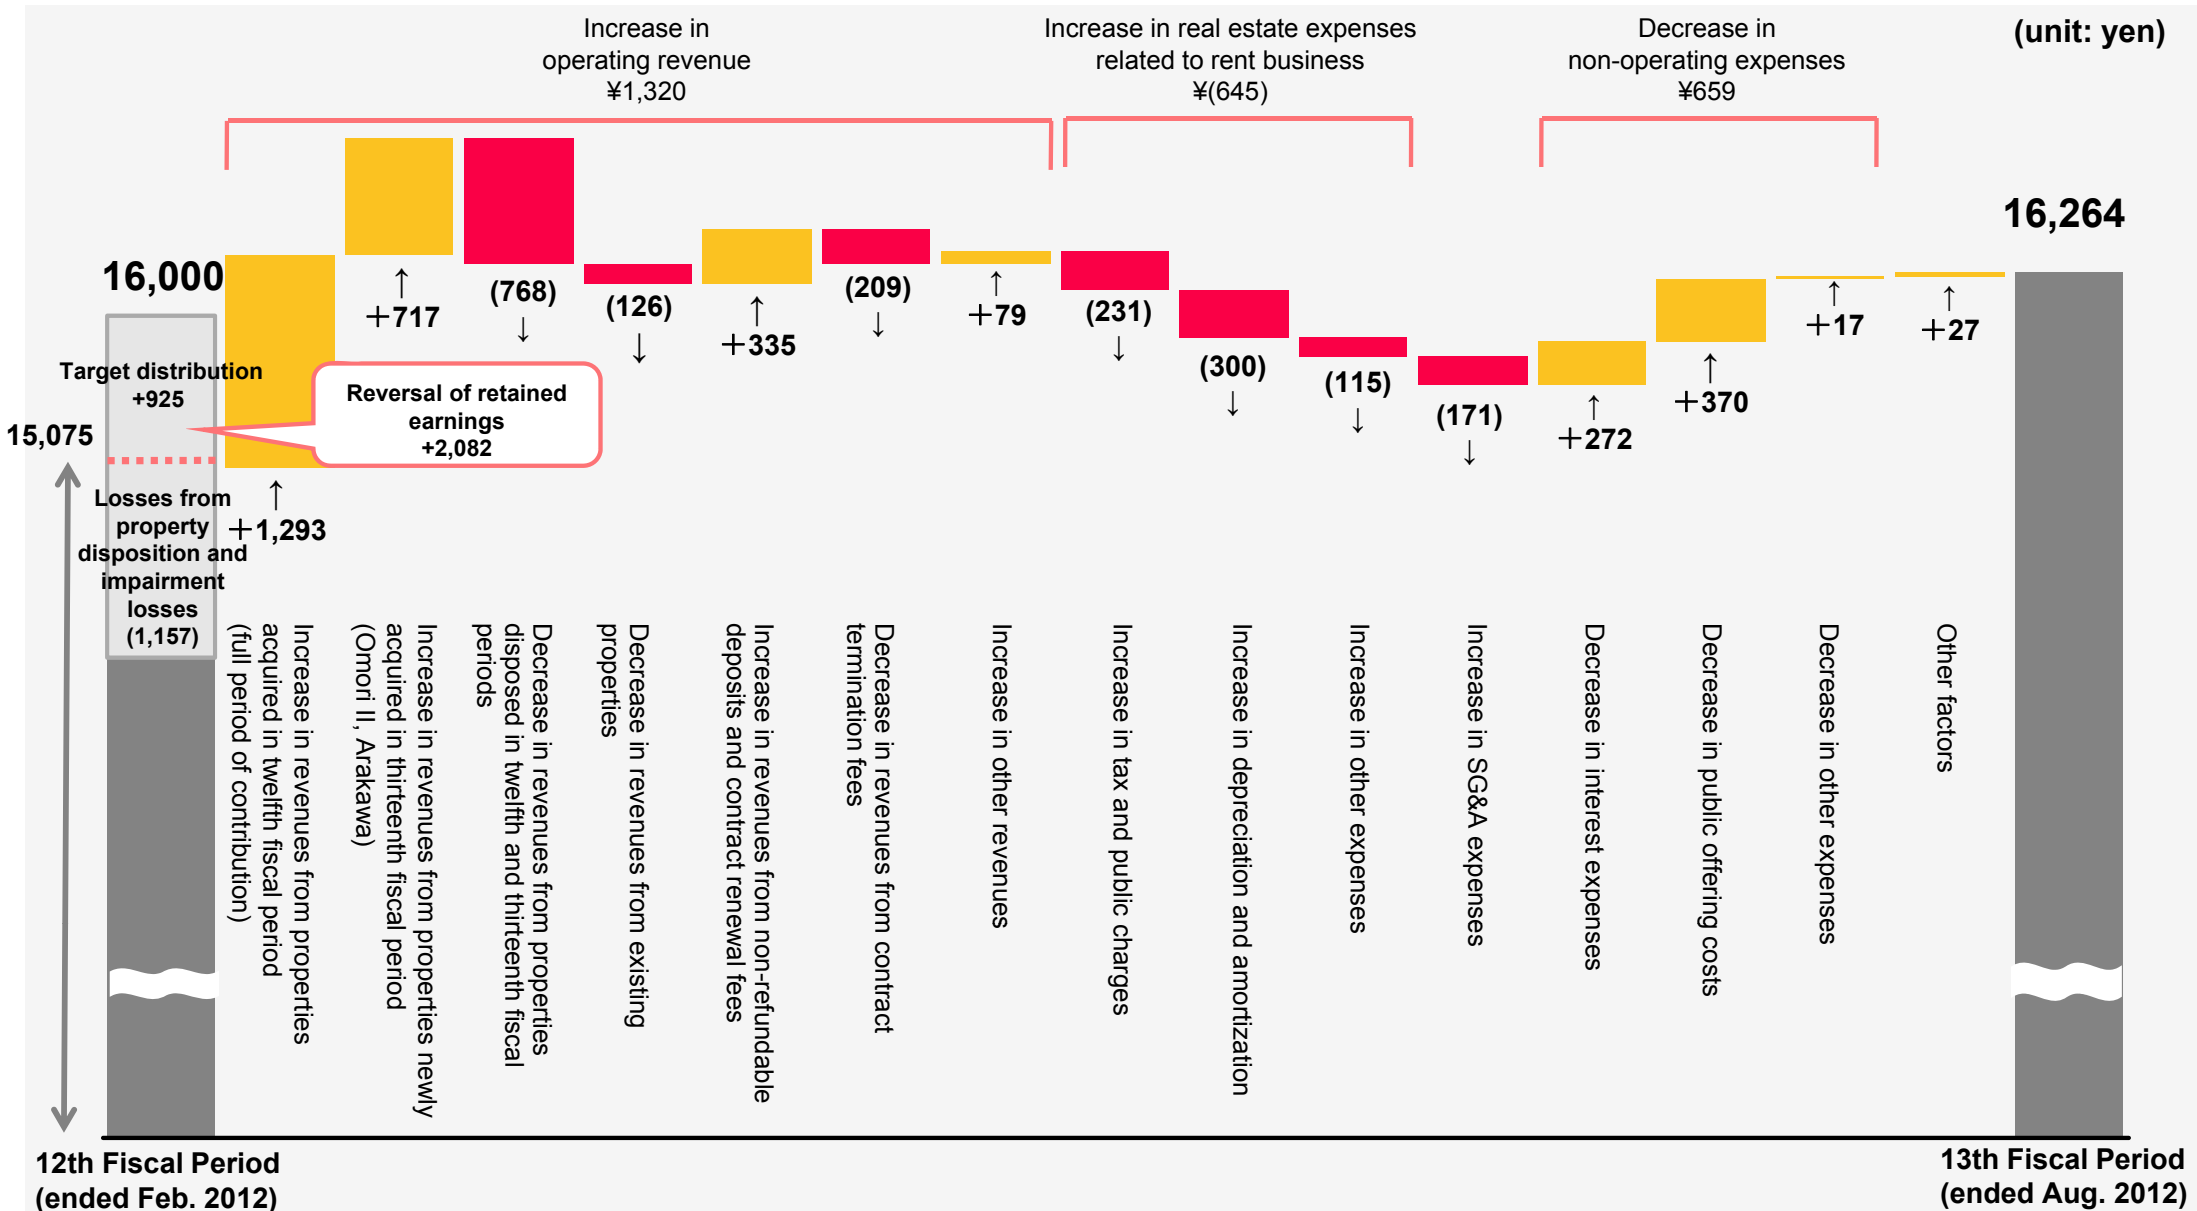 Increase in
operating revenue
¥1,320
Increase in real estate expenses
related to rent business
¥(645)
Decrease in
non-operating expenses
¥659
(unit: yen)
16,000
16,264
Target distribution
+925
15,075
Reversal of retained
earnings
+2,082
Losses from
property
disposition and
impairment
losses
(1,157)
↑
+1,293
↑
+717
(768)
↓
(126)
↓
↑
+335
(209)
↓
↑
+79
(231)
↓
(300)
↓
(115)
↓
(171)
↓
↑
+272
↑
+370
↑
+17
↑
+27
Increase in revenues from properties
acquired in twelfth fiscal period
(full period of contribution)
Increase in revenues from properties newly
acquired in thirteenth fiscal period
(Omori II, Arakawa)
Decrease in revenues from properties
disposed in twelfth and thirteenth fiscal
periods
Decrease in revenues from existing
properties
Increase in revenues from non-refundable
deposits and contract renewal fees
Decrease in revenues from contract
termination fees
Increase in other revenues
Increase in tax and public charges
Increase in depreciation and amortization
Increase in other expenses
Increase in SG&A expenses
Decrease in interest expenses
Decrease in public offering costs
Decrease in other expenses
Other factors
12th Fiscal Period
(ended Feb. 2012)
13th Fiscal Period
(ended Aug. 2012)